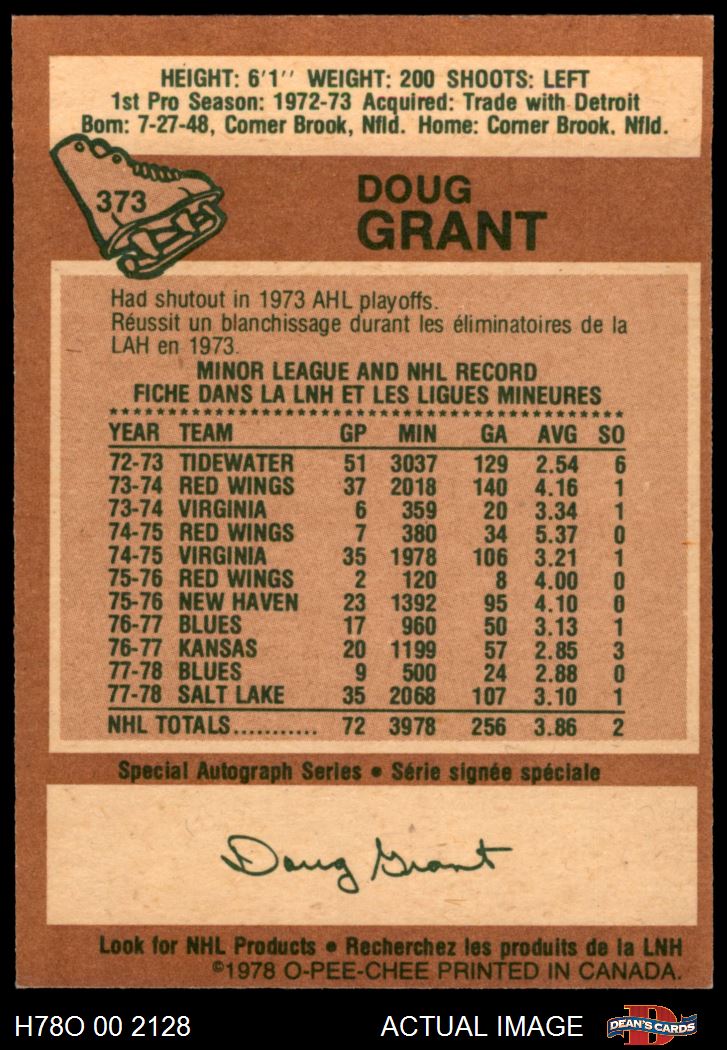 HEIGHT: 6'1'' WEIGHT: 200 SHOOTS: LEFT
1st Pro Season: 1972-73 Acquired: Trade with Detroit
Born: 7-27-48, Corner Brook, Nfld. Home: Corner Brook. Nfld.
373
DOUG
GRANT
Had shutout in 1973 AHL playoffs.
Réussit un blanchissage durant les éliminatoires de la
LAH en 1973.
MINOR LEAGUE AND NHL RECORD
FICHE DANS LA LNH ET LES LIGUES MINEURES
YEAR TEAM GP MIN GA AVG SO
72-73 TIDEWATER 51 3037 129 2.54 6
73-74 RED WINGS 37 2018 140 4.16 1
73-74 VIRGINIA 6 359 20 3.34 1
74-75 RED WINGS 7 380 34 5.37 0
74-75 VIRGINIA 35 1978 106 3.21 1
75-76 RED WINGS 2 120 8 4.00 0
75-76 NEW HAVEN 23 1392 95 4.10 0
76-77 BLUES 17 960 50 3.13 1
76-77 KANSAS 20 1199 57 2.85 3
77-78 BLUES 9 500 24 2.88 0
77-78 SALT LAKE 35 2068 107 3.10 1
NHL TOTALS........... 72 3978 256 3.86 2
Special Autograph Series • Série signée spéciale
Doug Grant
Look for NHL Products • Recherchez les produits de la LNH
©1978 O-PEE-CHEE PRINTED IN CANADA.
H78O 00 2128 ACTUAL IMAGE D DEAN'S CARDS